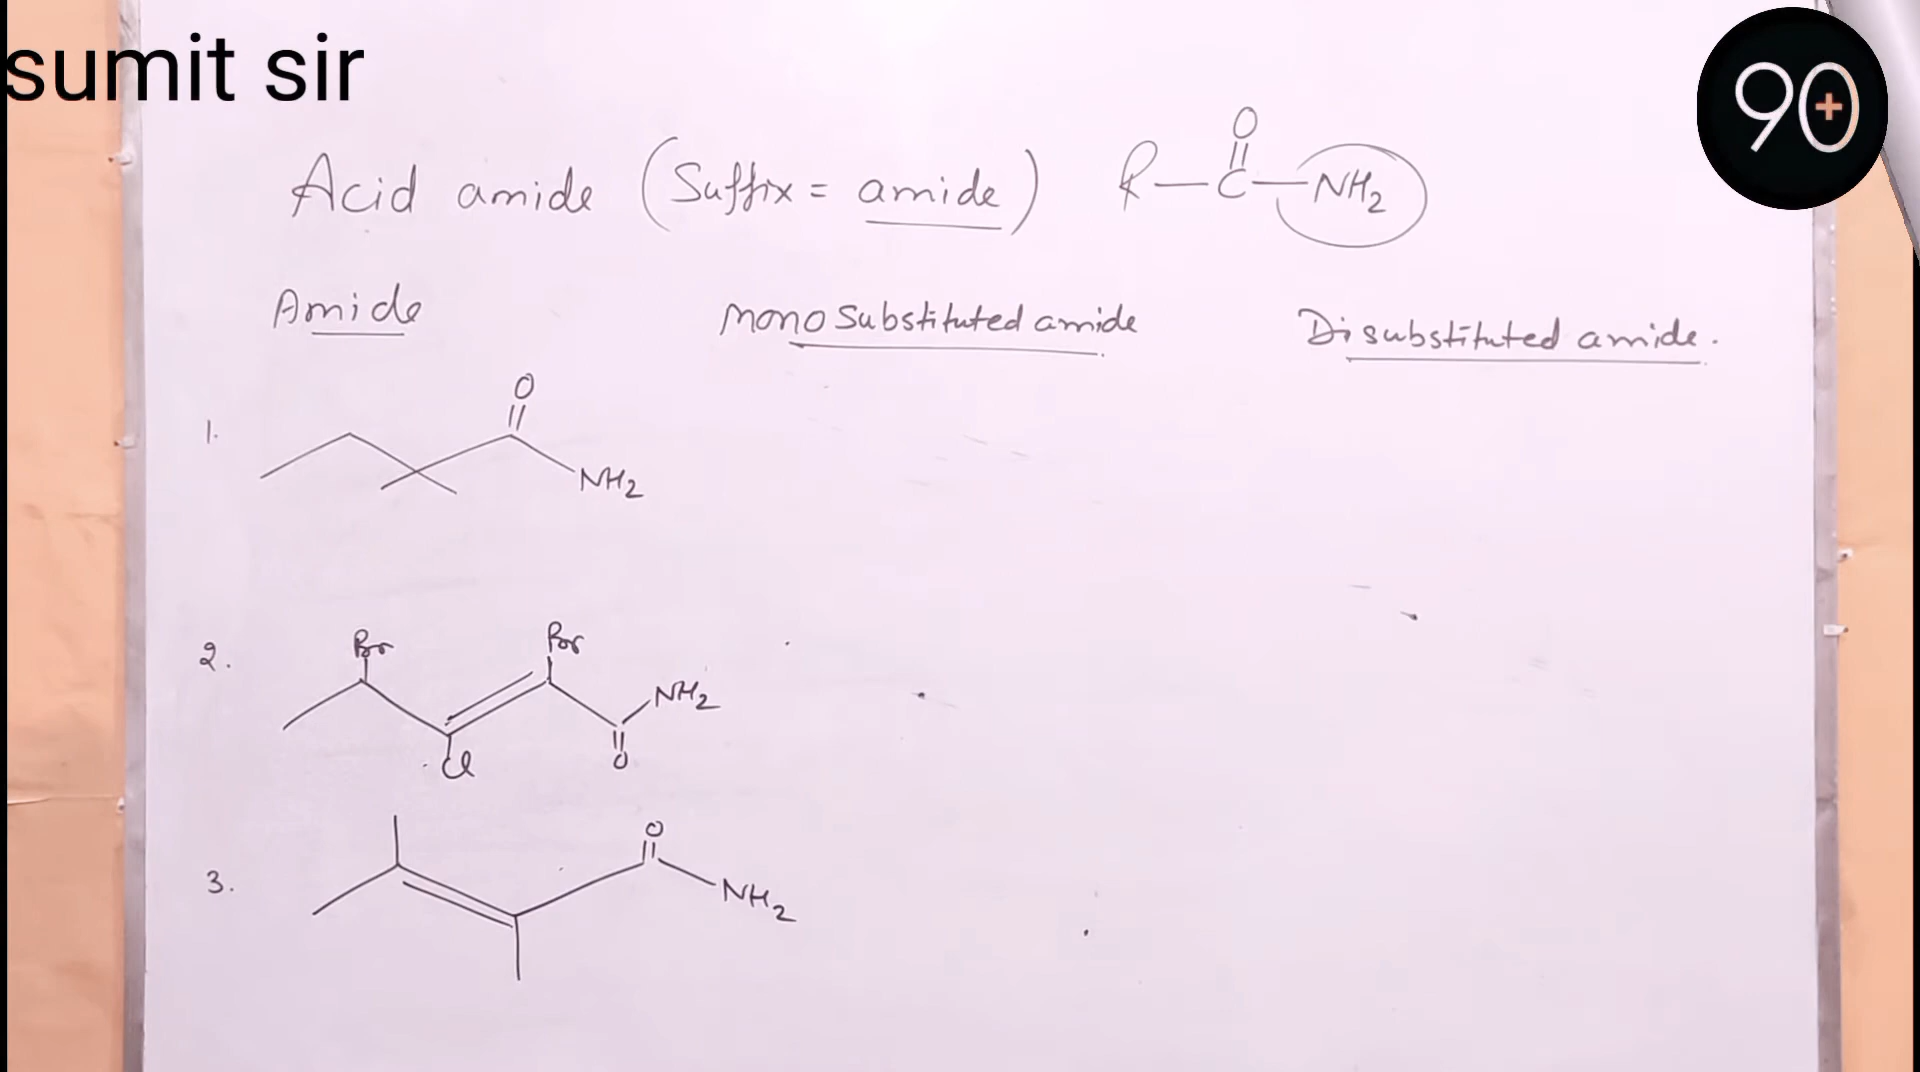 sumit sir
90+
Acid amide (Suffix = amide) R—C—NH2
O
Amide
mono substituted amide
Disubstituted amide.
1.
O
NH2
2.
Br
Br
NH2
Cl
O
3.
O
NH2